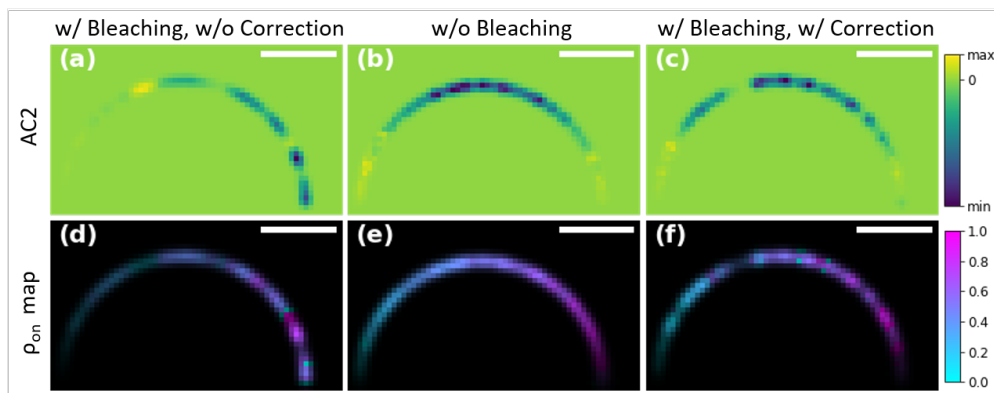 w/ Bleaching, w/o Correction
w/o Bleaching
w/ Bleaching, w/ Correction
AC2
(a)
(b)
(c)
max
0
min
ρon map
(d)
(e)
(f)
1.0
0.8
0.6
0.4
0.2
0.0